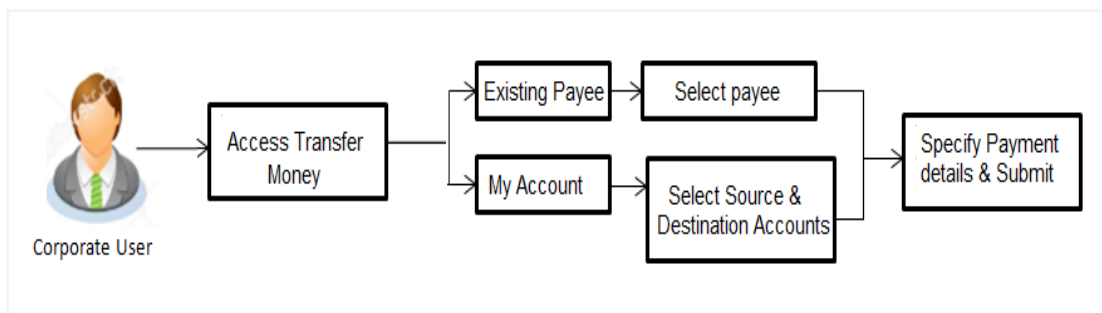 Corporate User
Access Transfer
Money
Existing Payee
Select payee
My Account
Select Source &
Destination Accounts
Specify Payment
details & Submit